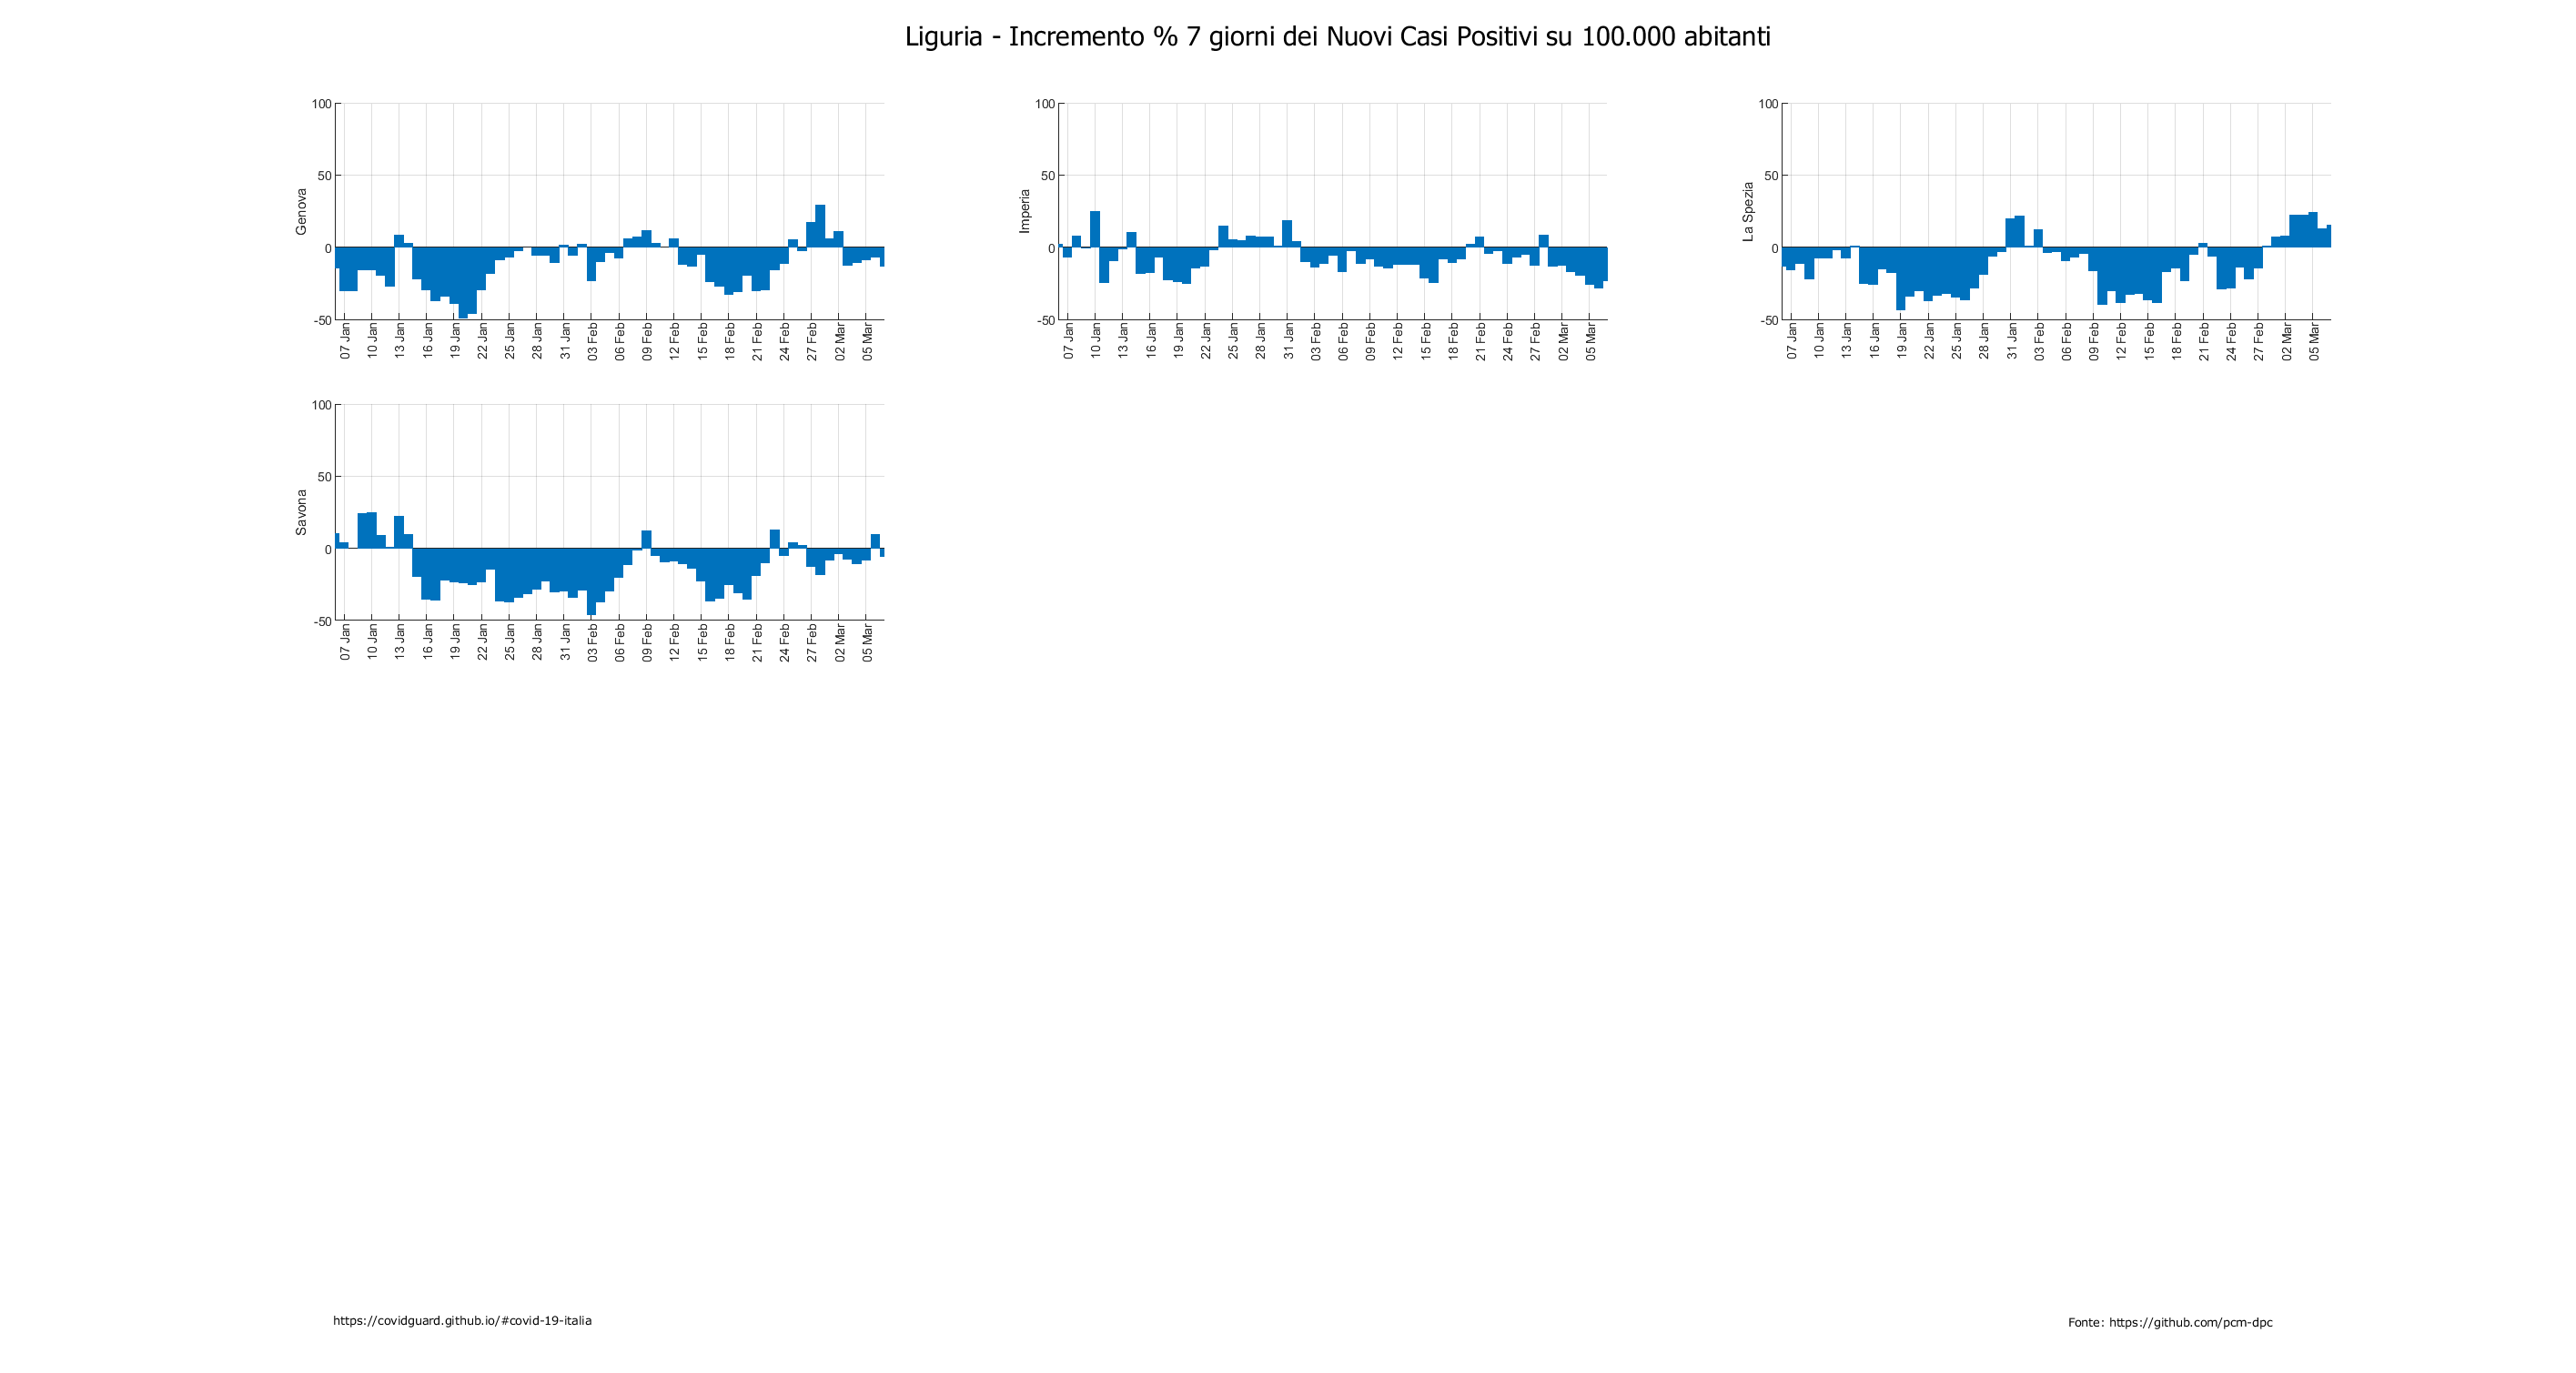 Liguria - Incremento % 7 giorni dei Nuovi Casi Positivi su 100.000 abitanti
Genova
100
50
0
-50
07 Jan 10 Jan 13 Jan 16 Jan 19 Jan 22 Jan 25 Jan 28 Jan 31 Jan 03 Feb 06 Feb 09 Feb 12 Feb 15 Feb 18 Feb 21 Feb 24 Feb 27 Feb 02 Mar 05 Mar
Imperia
100
50
0
-50
07 Jan 10 Jan 13 Jan 16 Jan 19 Jan 22 Jan 25 Jan 28 Jan 31 Jan 03 Feb 06 Feb 09 Feb 12 Feb 15 Feb 18 Feb 21 Feb 24 Feb 27 Feb 02 Mar 05 Mar
La Spezia
100
50
0
-50
07 Jan 10 Jan 13 Jan 16 Jan 19 Jan 22 Jan 25 Jan 28 Jan 31 Jan 03 Feb 06 Feb 09 Feb 12 Feb 15 Feb 18 Feb 21 Feb 24 Feb 27 Feb 02 Mar 05 Mar
Savona
100
50
0
-50
07 Jan 10 Jan 13 Jan 16 Jan 19 Jan 22 Jan 25 Jan 28 Jan 31 Jan 03 Feb 06 Feb 09 Feb 12 Feb 15 Feb 18 Feb 21 Feb 24 Feb 27 Feb 02 Mar 05 Mar
https://covidguard.github.io/#covid-19-italia
Fonte: https://github.com/pcm-dpc